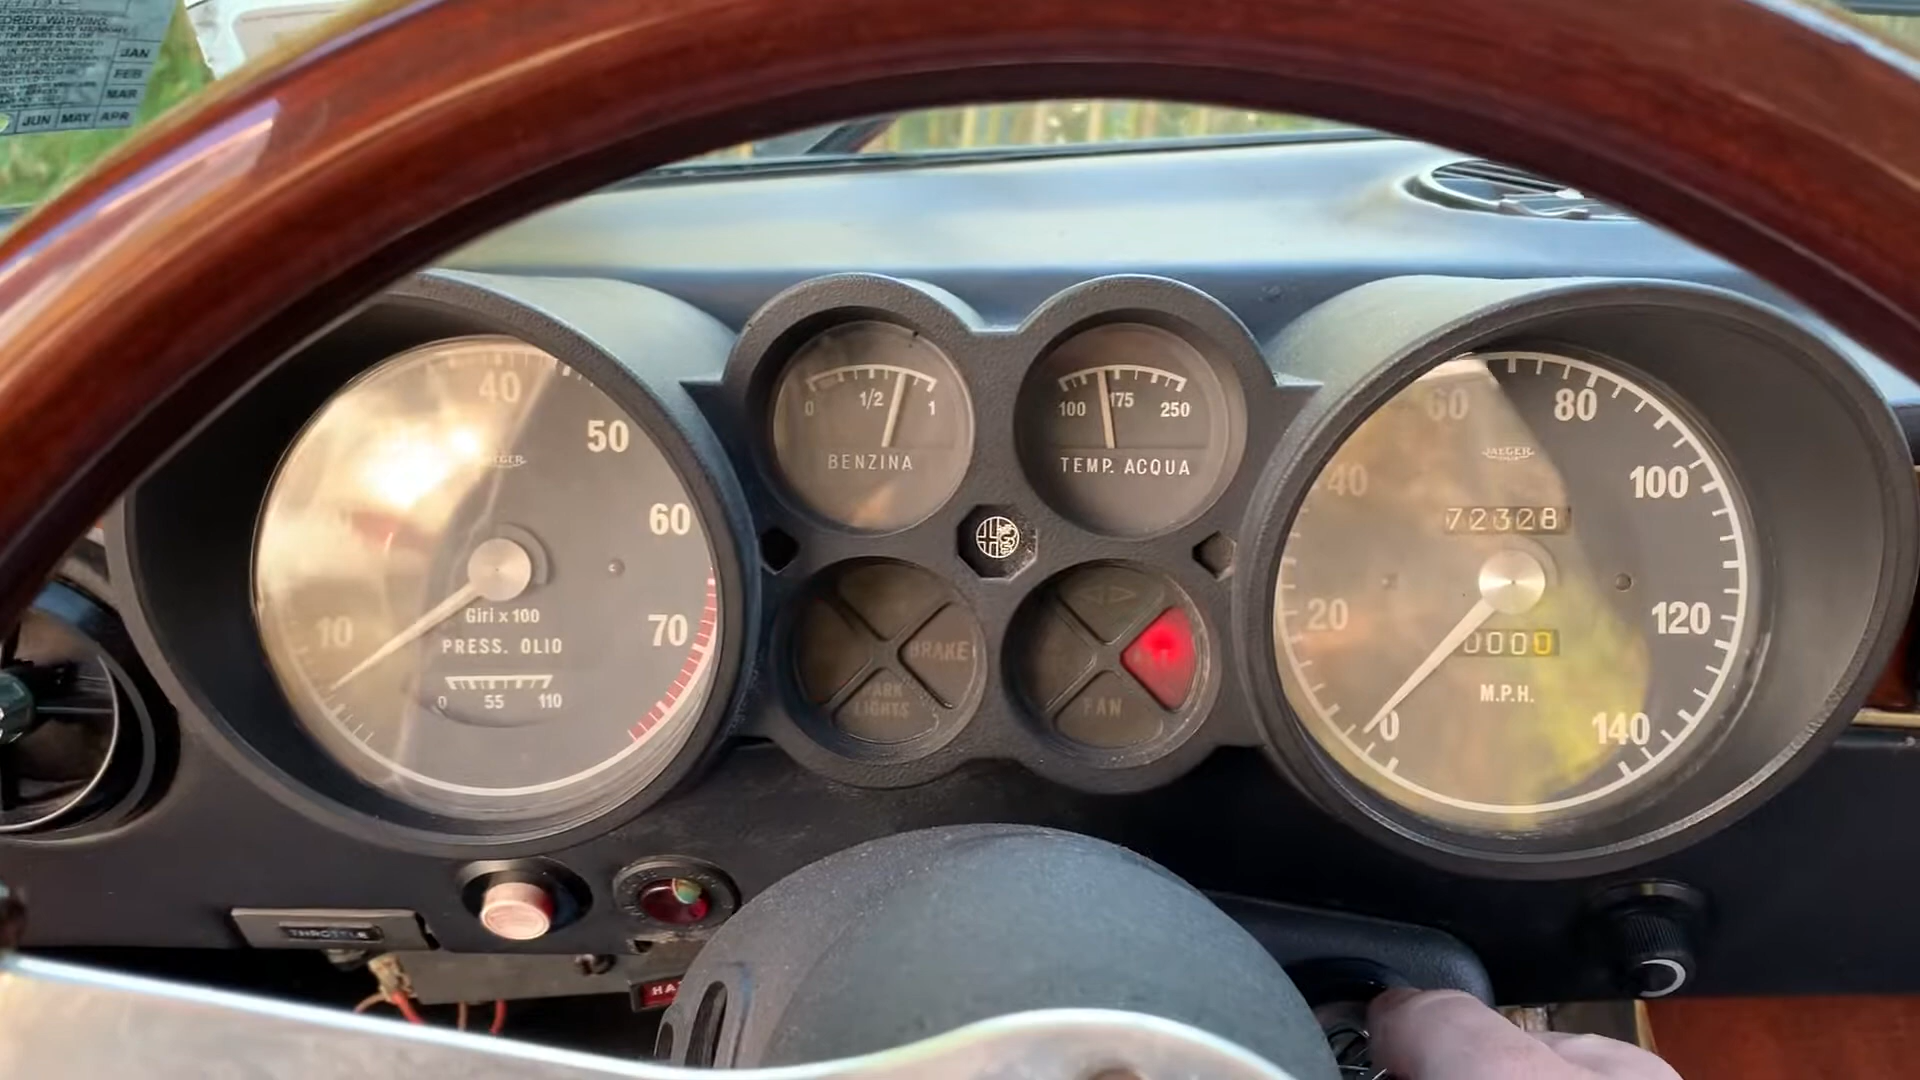 JAN
FEB
MAR
JUN MAY APR
40
50
60
70
10
Giri x 100
PRESS. OLIO
0 55 110
0 1/2 1
BENZINA
100 175 250
TEMP. ACQUA
BRAKE
PARK
LIGHTS
FAN
20
40
60
80
100
120
140
0
JAEGER
72328
0000
M.P.H.
THROTTLE